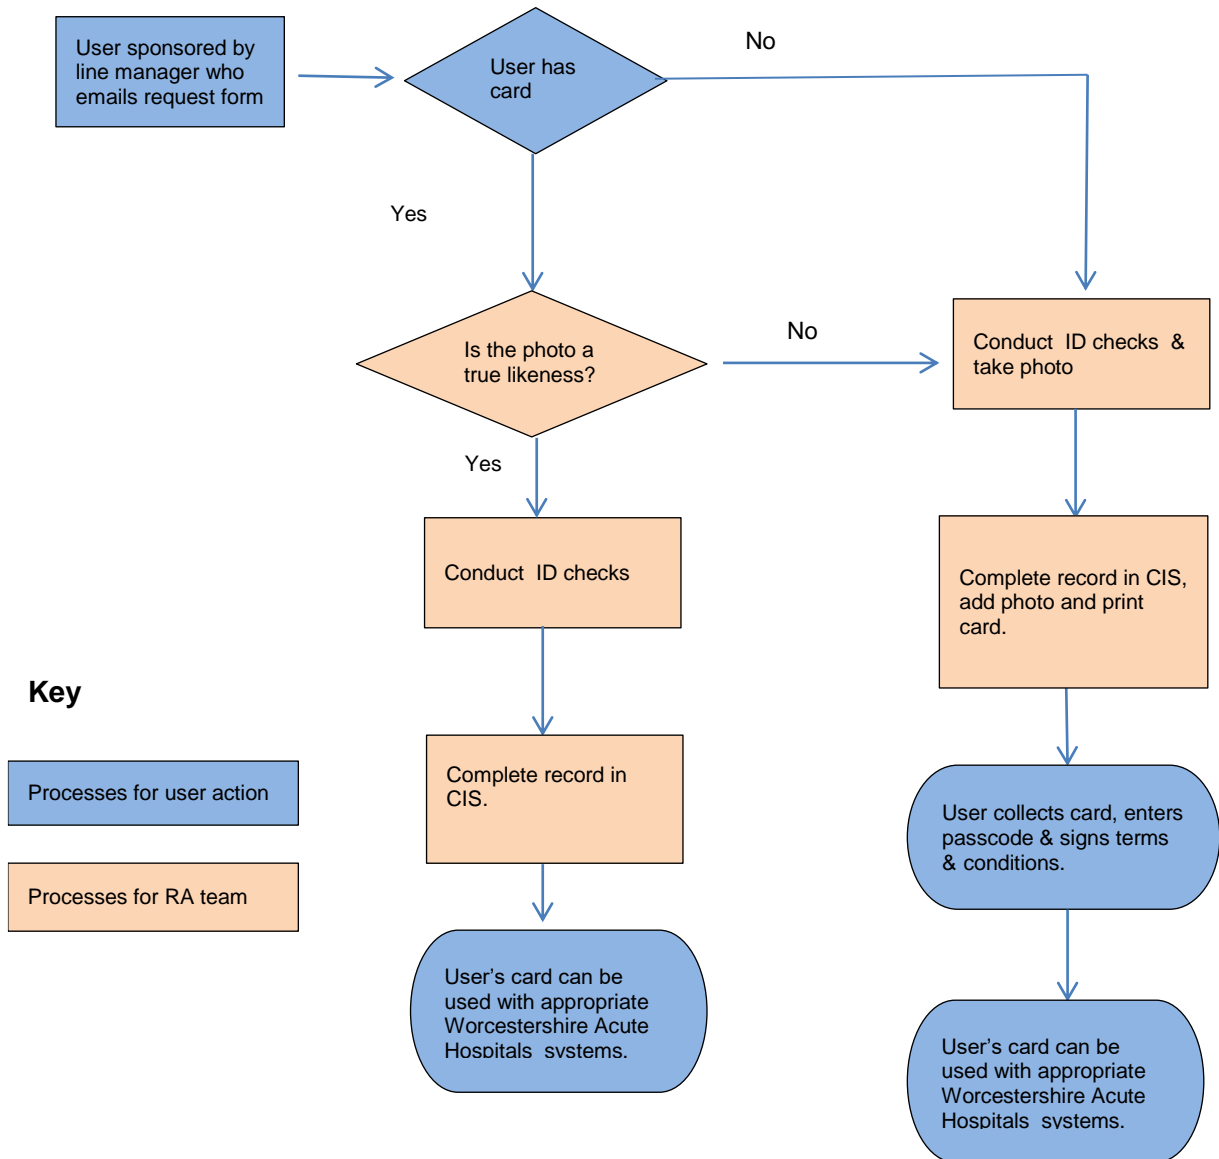 User sponsored by
line manager who
emails request form
User has
card
No
Yes
Is the photo a
true likeness?
No
Conduct ID checks &
take photo
Yes
Conduct ID checks
Complete record in CIS,
add photo and print
card.
Key
Processes for user action
Processes for RA team
Complete record in
CIS.
User collects card, enters
passcode & signs terms
& conditions.
User's card can be
used with appropriate
Worcestershire Acute
Hospitals systems.
User's card can be
used with appropriate
Worcestershire Acute
Hospitals systems.